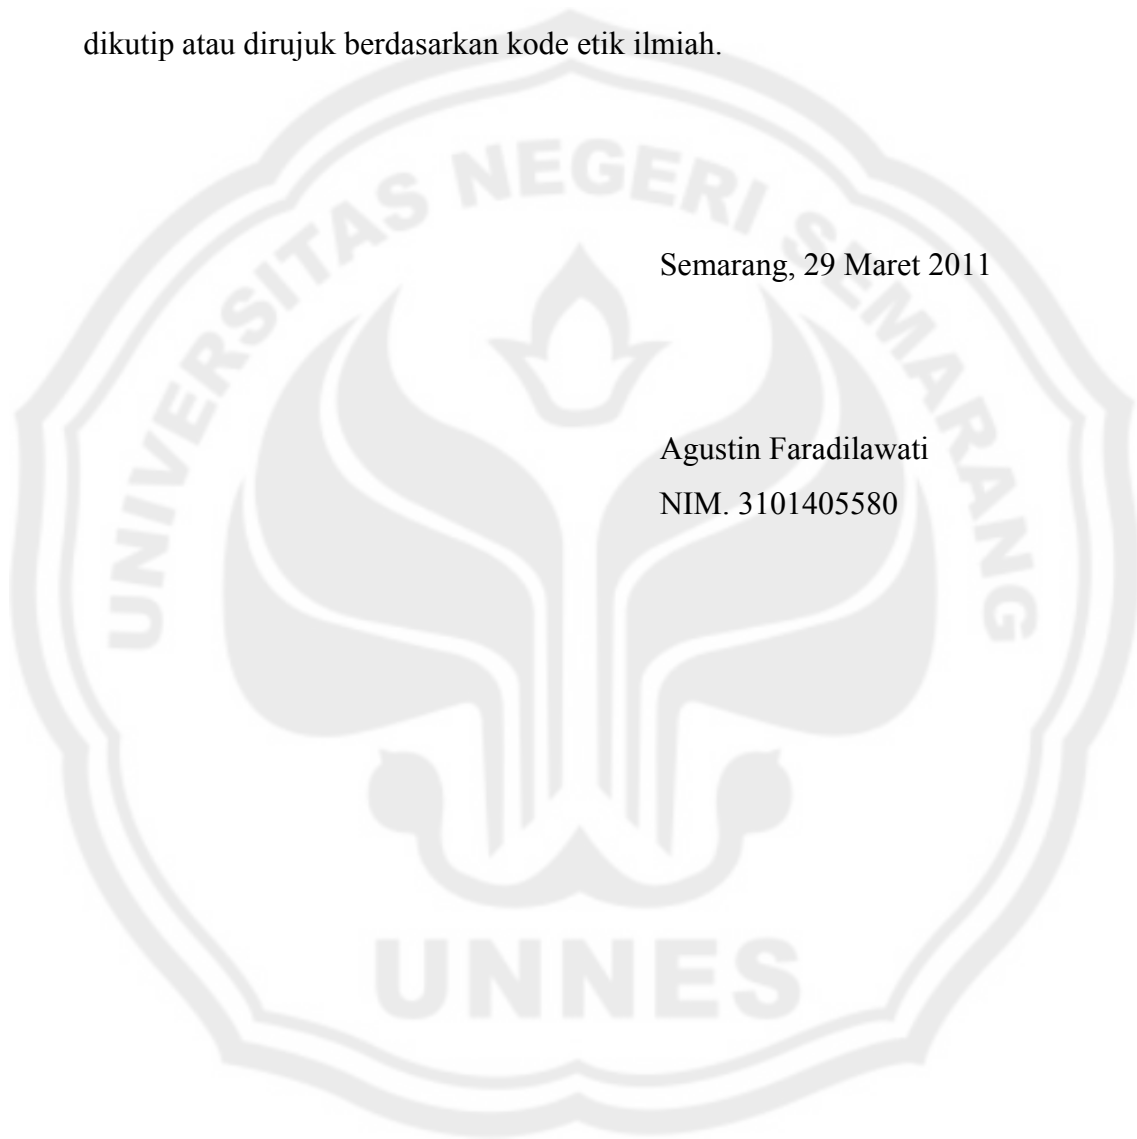 dikutip atau dirujuk berdasarkan kode etik ilmiah.
UNIVERSITAS NEGERI SEMARANG
Semarang, 29 Maret 2011
Agustin Faradilawati
NIM. 3101405580
UNNES